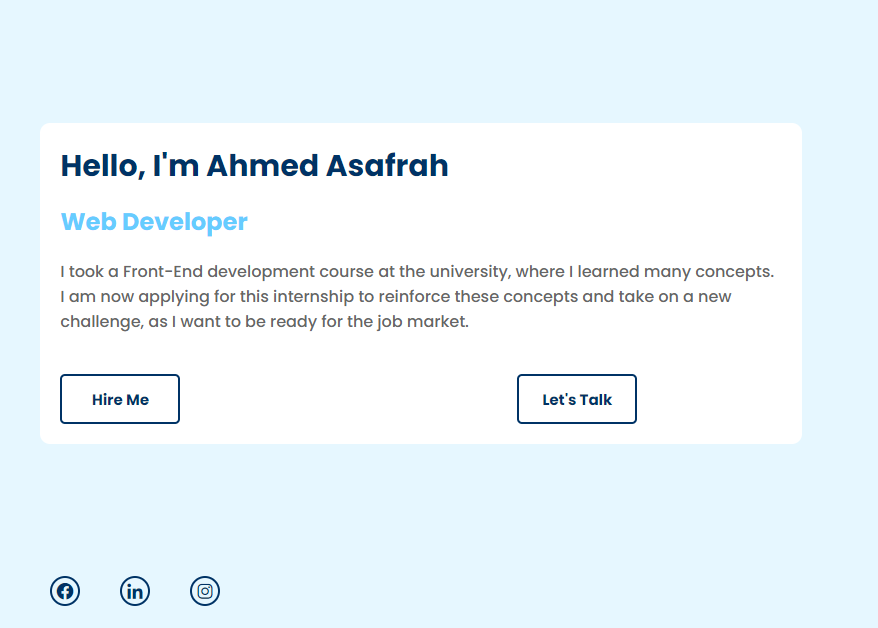 Hello, I'm Ahmed Asafrah
Web Developer
I took a Front-End development course at the university, where I learned many concepts.
I am now applying for this internship to reinforce these concepts and take on a new
challenge, as I want to be ready for the job market.
Hire Me
Let's Talk